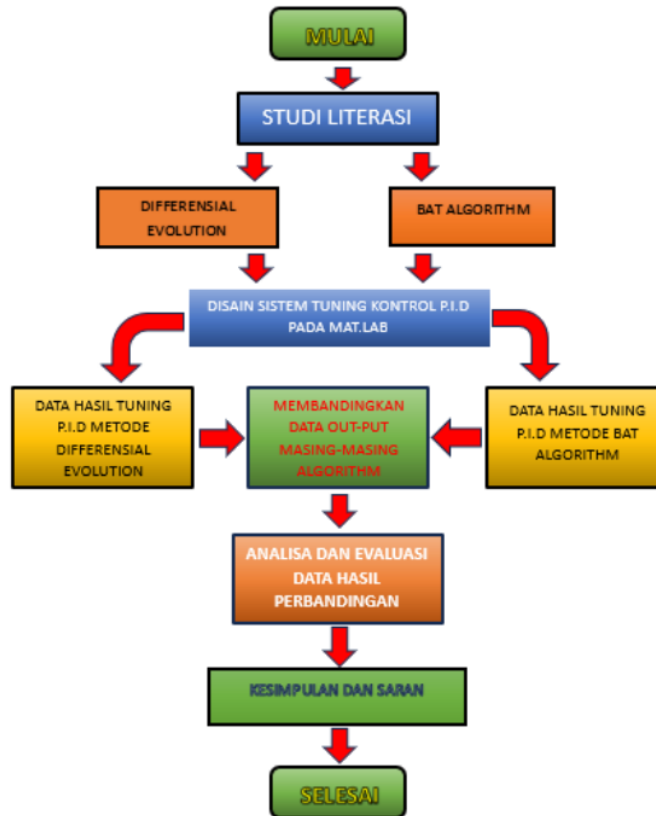 MULAI
STUDI LITERASI
DIFFERENSIAL
EVOLUTION
BAT ALGORITHM
DISAIN SISTEM TUNING KONTROL P.I.D
PADA MAT.LAB
DATA HASIL TUNING
P.I.D METODE
DIFFERENSIAL
EVOLUTION
MEMBANDINGKAN
DATA OUT-PUT
MASING-MASING
ALGORITHM
DATA HASIL TUNING
P.I.D METODE BAT
ALGORITHM
ANALISA DAN EVALUASI
DATA HASIL
PERBANDINGAN
KESIMPULAN DAN SARAN
SELESAI